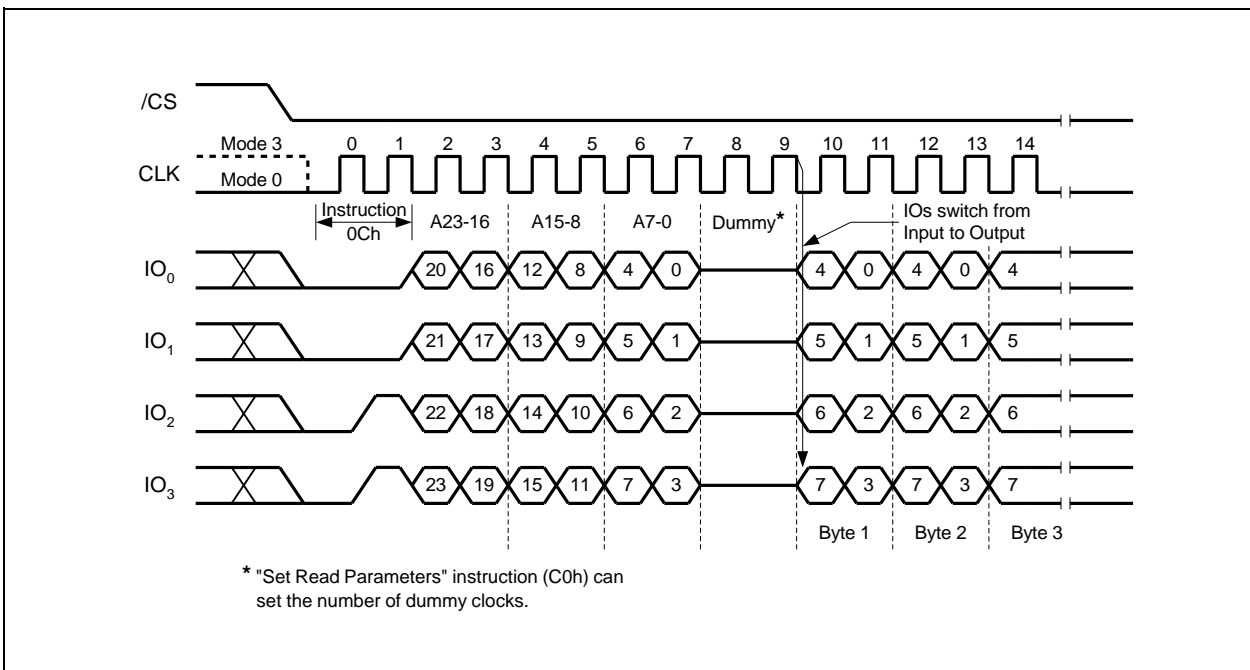 /CS
Mode 3 0 1 2 3 4 5 6 7 8 9 10 11 12 13 14
CLK Mode 0
Instruction 0Ch A23-16 A15-8 A7-0 Dummy*
IOs switch from
Input to Output
IO0 20 16 12 8 4 0 4 0 4 0 4
IO1 21 17 13 9 5 1 5 1 5 1 5
IO2 22 18 14 10 6 2 6 2 6 2 6
IO3 23 19 15 11 7 3 7 3 7 3 7
Byte 1 Byte 2 Byte 3
* "Set Read Parameters" instruction (C0h) can
set the number of dummy clocks.